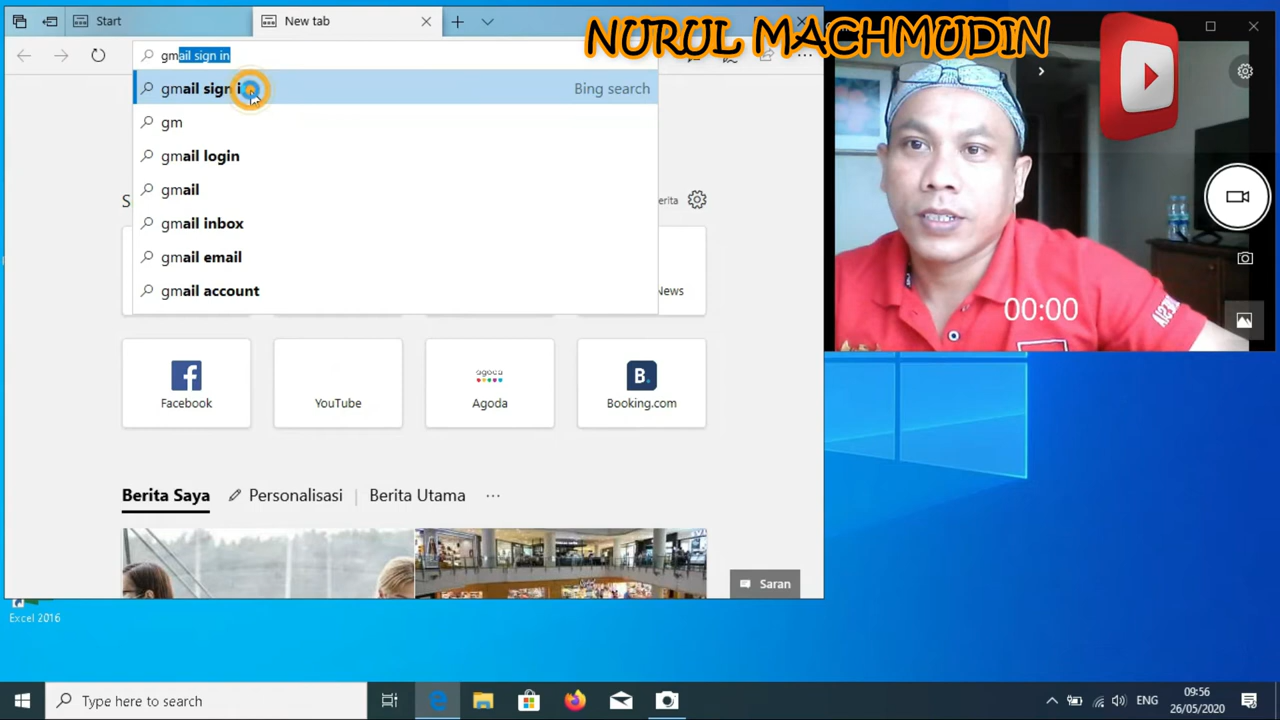 Start
New tab
NURUL MACHMUDIN
gmail sign in
gmail sign i
Bing search
gm
gmail login
gmail
gmail inbox
gmail email
gmail account
S
erita
News
00:00
Facebook
YouTube
agoda
Agoda
B.
Booking.com
Berita Saya
Personalisasi
Berita Utama
Saran
Excel 2016
Type here to search
ENG
09:56
26/05/2020